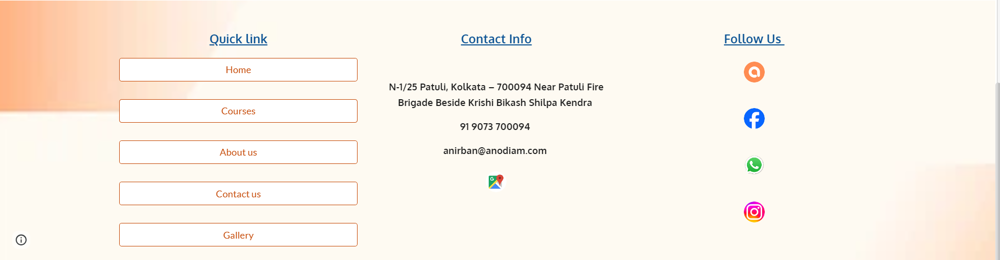 Quick link
Home
Courses
About us
Contact us
Gallery
Contact Info
N-1/25 Patuli, Kolkata – 700094 Near Patuli Fire
Brigade Beside Krishi Bikash Shilpa Kendra
91 9073 700094
anirban@anodiam.com
G
Follow Us